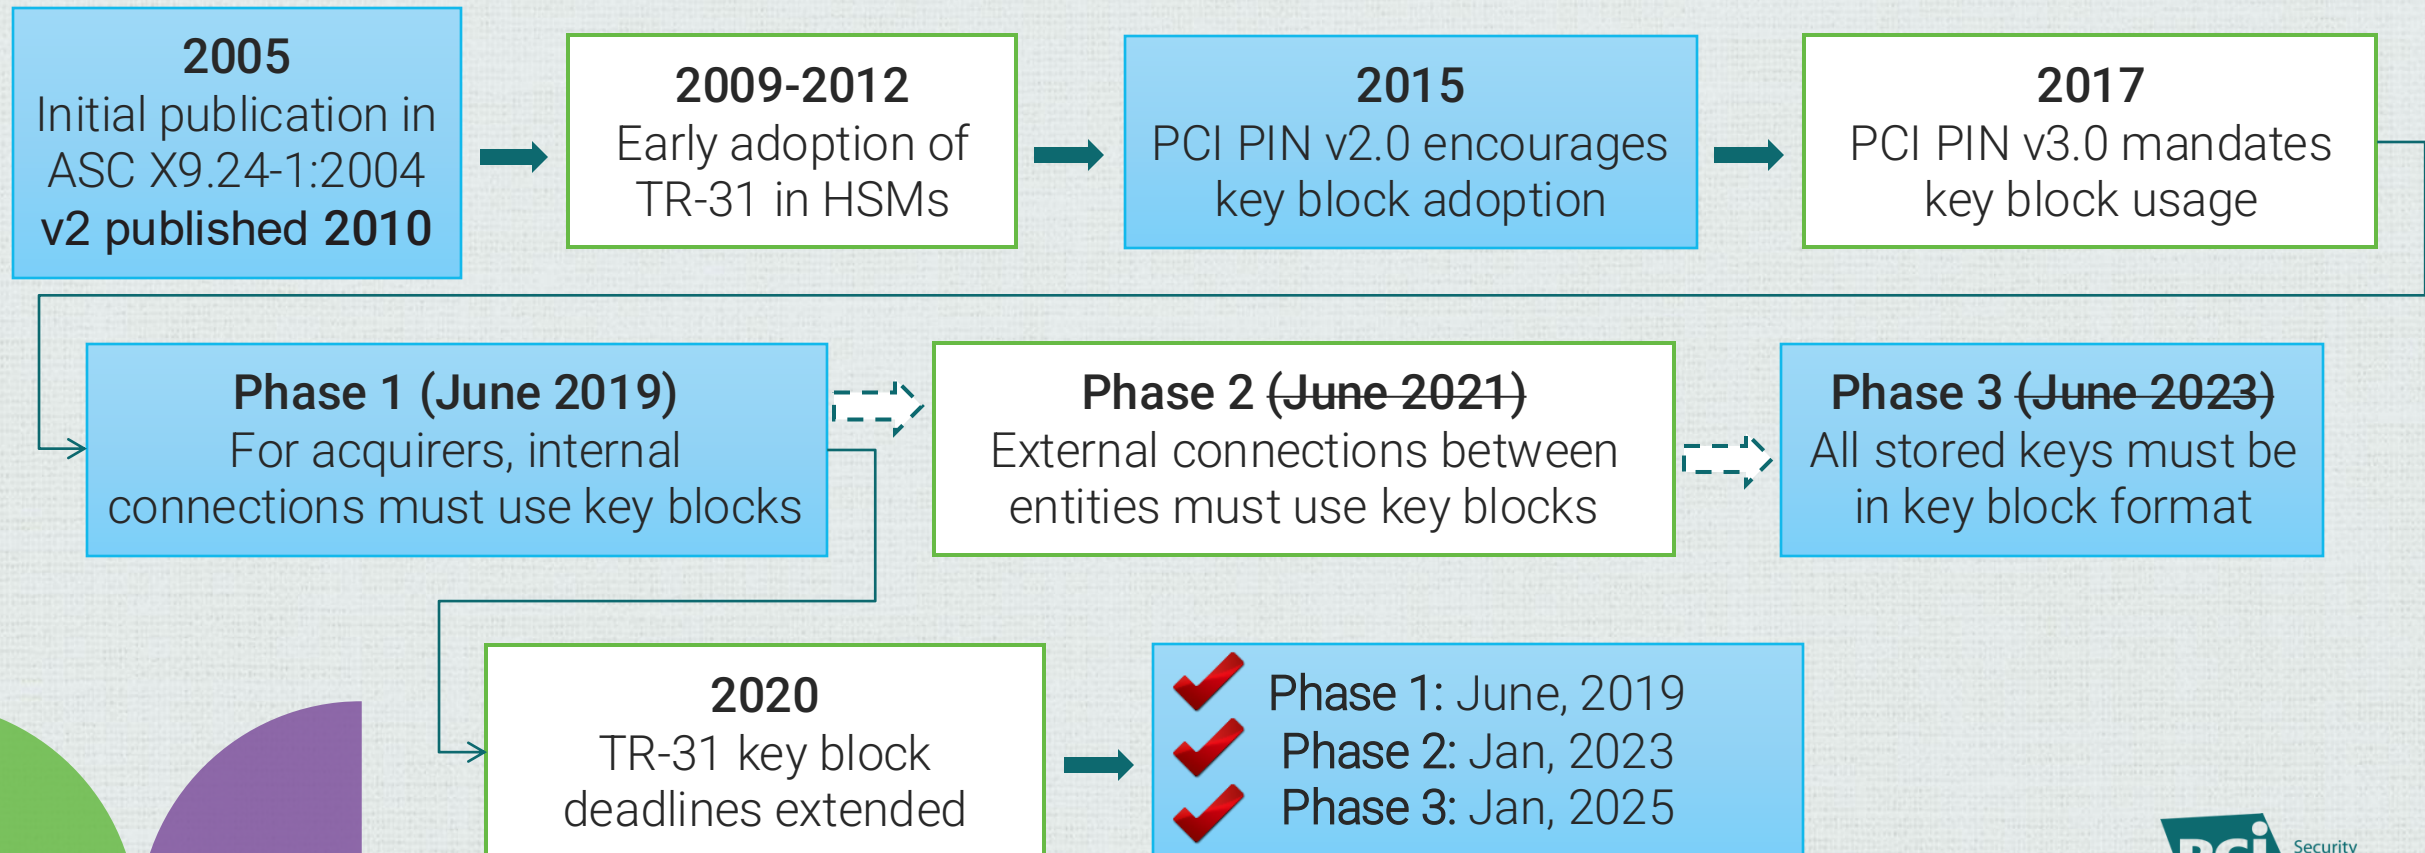 2005
Initial publication in
ASC X9.24-1:2004
v2 published 2010
2009-2012
Early adoption of
TR-31 in HSMs
2015
PCI PIN v2.0 encourages
key block adoption
2017
PCI PIN v3.0 mandates
key block usage
Phase 1 (June 2019)
For acquirers, internal
connections must use key blocks
Phase 2 (June 2021)
External connections between
entities must use key blocks
Phase 3 (June 2023)
All stored keys must be
in key block format
2020
TR-31 key block
deadlines extended
Phase 1: June, 2019
Phase 2: Jan, 2023
Phase 3: Jan, 2025
PCi
Security